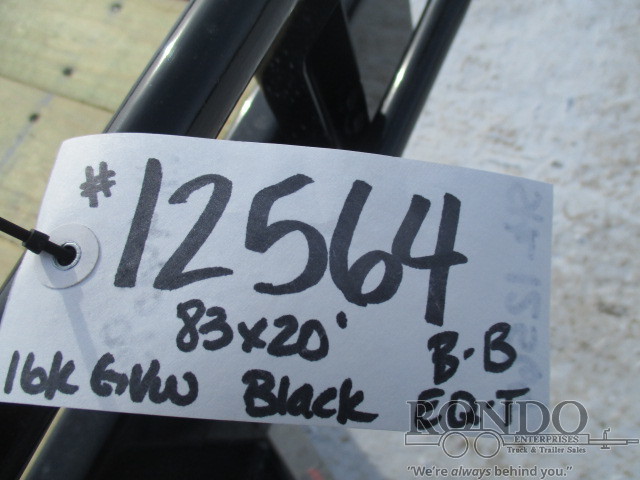 # 12564
83x20'
B-B
16k GVW Black EQ.T
RONDO
ENTERPRISES
Truck & Trailer Sales
"We're always behind you."